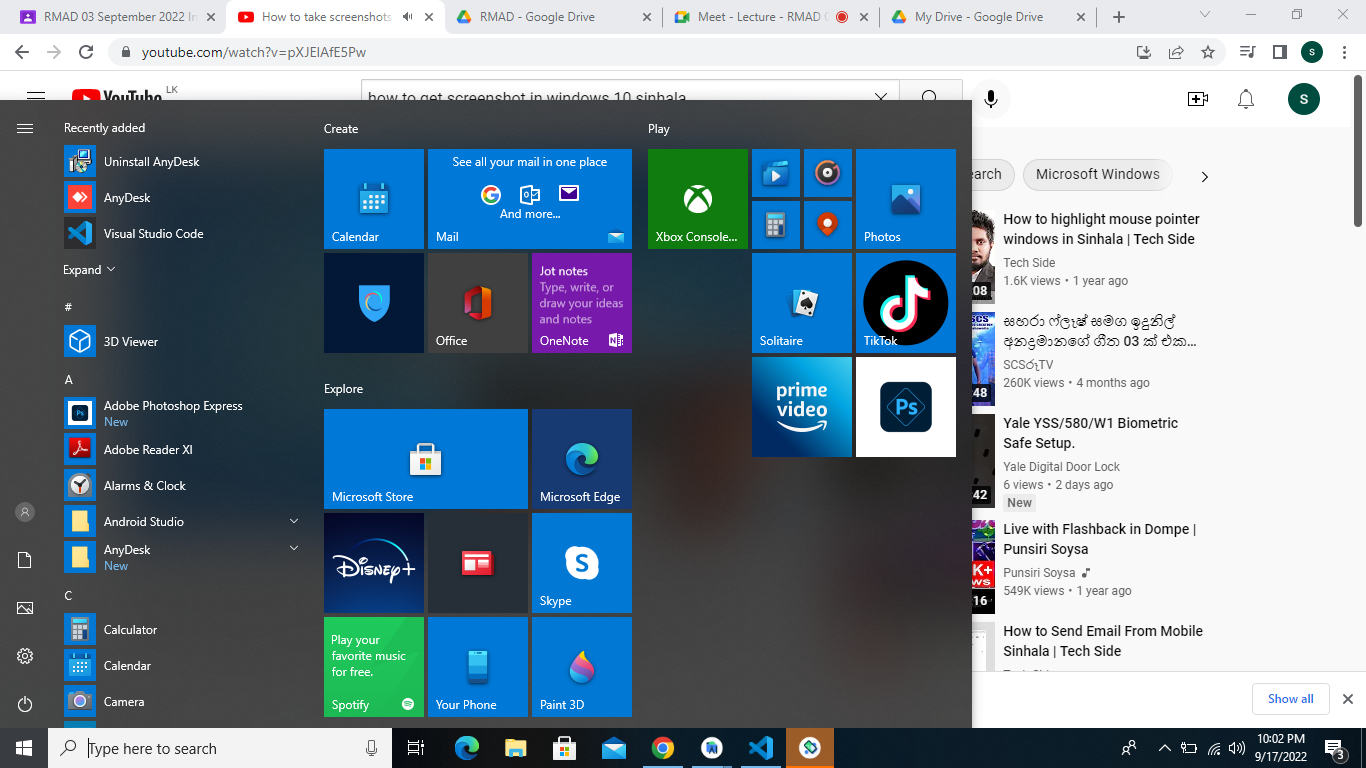 RMAD 03 September 2022 In
How to take screenshots
RMAD - Google Drive
Meet - Lecture - RMAD
My Drive - Google Drive
youtube.com/watch?v=pXJEIAfE5Pw
S
YouTube LK
how to get screenshot in windows 10 sinhala
S
Microsoft Windows
How to highlight mouse pointer
windows in Sinhala | Tech Side
Tech Side
1.6K views • 1 year ago
08
සහරා ෆ්ලෑෂ් සමග ඉදුනිල්
අනද්‍රමානගේ ගීත 03 ක් එක...
SCSරූTV
260K views • 4 months ago
48
Yale YSS/580/W1 Biometric
Safe Setup.
Yale Digital Door Lock
6 views • 2 days ago
New
42
Live with Flashback in Dompe |
Punsiri Soysa
Punsiri Soysa
549K views • 1 year ago
16
How to Send Email From Mobile
Sinhala | Tech Side
Show all
Recently added
Uninstall AnyDesk
AnyDesk
Visual Studio Code
Expand
#
3D Viewer
A
Adobe Photoshop Express
New
Adobe Reader XI
Alarms & Clock
Android Studio
AnyDesk
New
C
Calculator
Calendar
Camera
Create
Calendar
See all your mail in one place
And more...
Mail
Office
Jot notes
Type, write, or
draw your ideas
and notes
OneNote
Explore
Microsoft Store
Microsoft Edge
Disney+
Skype
Play your
favorite music
for free.
Spotify
Your Phone
Paint 3D
Play
Xbox Console...
Photos
Solitaire
TikTok
prime
video
Ps
Type here to search
10:02 PM
9/17/2022
3